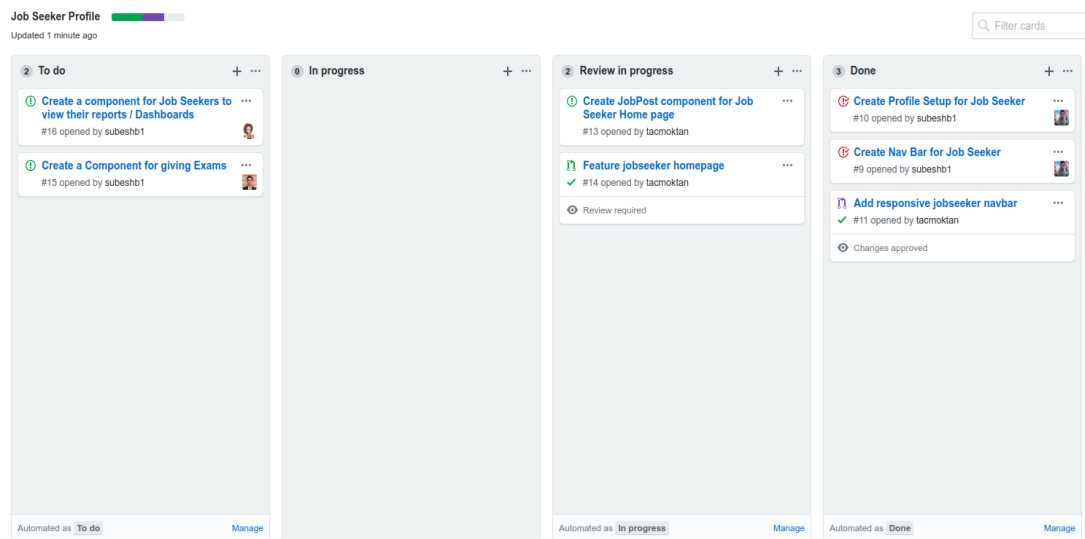 Job Seeker Profile
Updated 1 minute ago
Filter cards
2 To do
Create a component for Job Seekers to
view their reports / Dashboards
#16 opened by subeshb1
Create a Component for giving Exams
#15 opened by subeshb1
Automated as To do
Manage
0 In progress
2 Review in progress
Create JobPost component for Job
Seeker Home page
#13 opened by tacmoktan
Feature jobseeker homepage
#14 opened by tacmoktan
Review required
Automated as In progress
Manage
3 Done
Create Profile Setup for Job Seeker
#10 opened by subeshb1
Create Nav Bar for Job Seeker
#9 opened by subeshb1
Add responsive jobseeker navbar
#11 opened by tacmoktan
Changes approved
Automated as Done
Manage